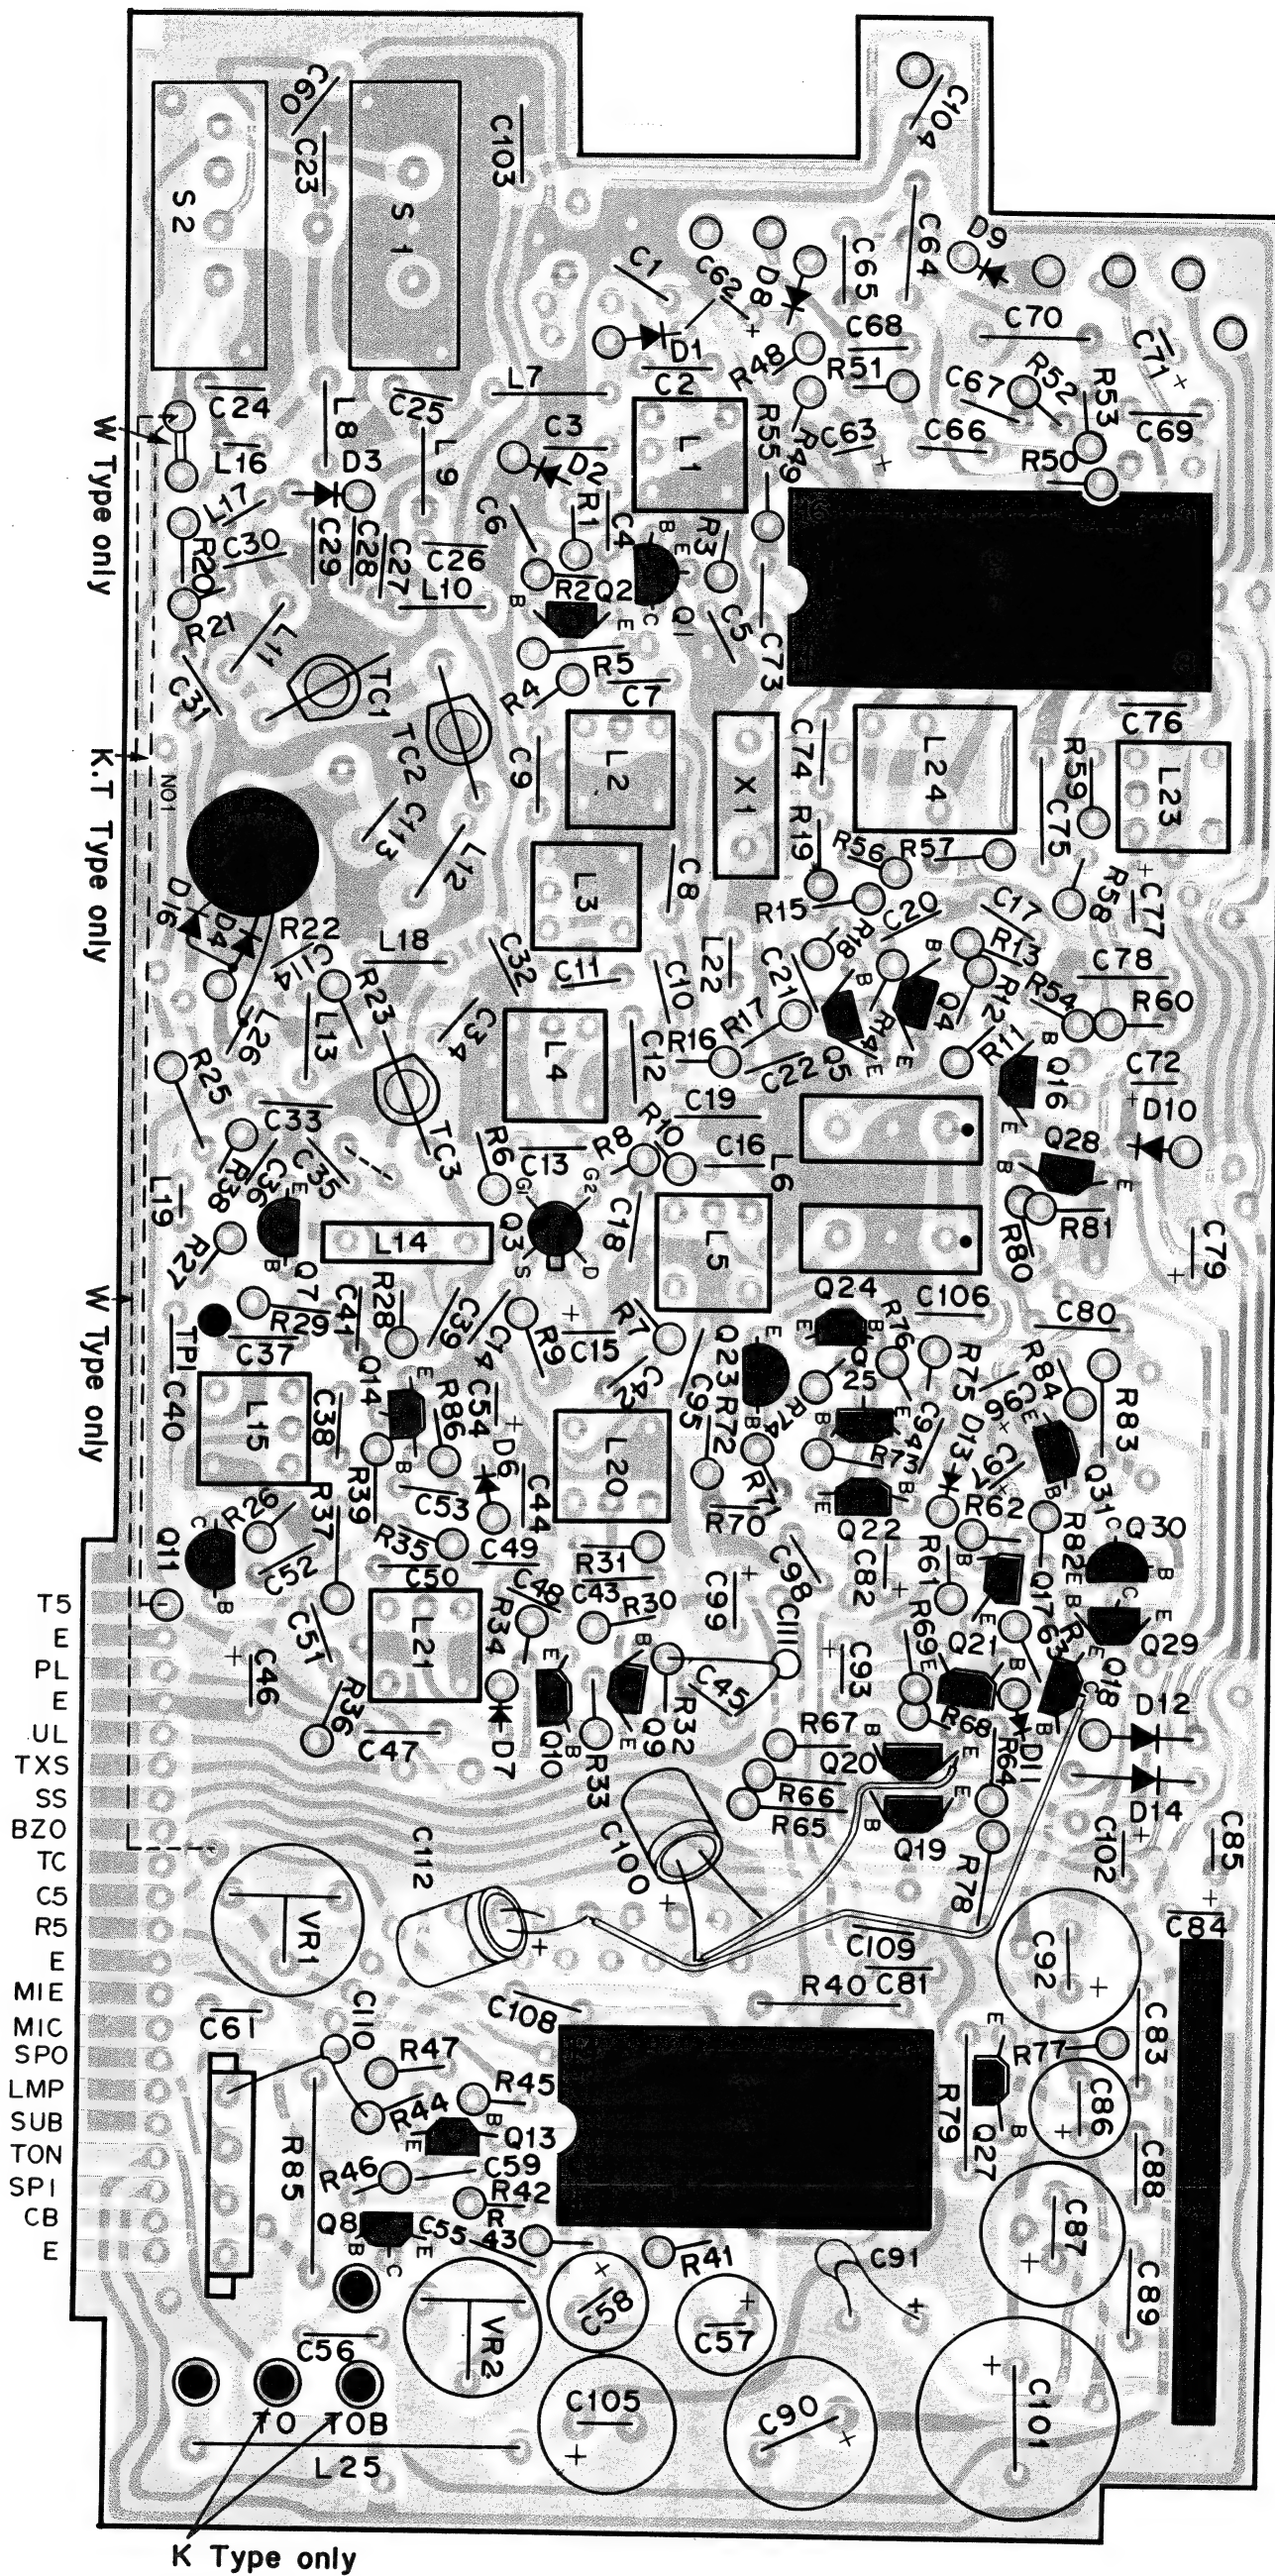 C60
C23
S2
S 1
C103
C104
C64
D9
C65
D8
C62
+
C1
D1
C2
R48
C68
R51
C70
C71
+
C67
R52
R53
C69
C24
L8
C25
L7
C3
L1
R55
R49
C63
+
C66
R50
W Type only
L16
D3
L9
D2
R1
C4
B
E
R3
C6
L17
C30
R20
C29
C28
C27
C26
L10
R2
Q2
B
E
C
Q1
C5
C73
R21
L11
C31
TC1
R5
R4
C7
K.T Type only
NO1
TC2
C9
L2
X1
C74
L24
R59
C76
L23
C75
C113
L12
R19
R56
R57
L3
C8
R15
C20
C17
R58
+
C77
D16
D4
R22
C114
L18
C32
C11
C10
L22
C21
R18
B
B
R13
C78
R23
L26
L13
C34
L4
C12
R16
R17
R14
Q4
R12
R54
R60
Q5
E
E
R11
C22
B
Q16
C72
+
D10
R25
C33
TC3
C19
E
Q28
R38
C36
C35
R6
C13
R8
R10
C16
L6
B
E
L19
E
G1
G2
C18
R81
R80
R27
L14
Q3
L5
C79
+
B
Q7
S
D
W Type only
R29
C41
R28
C39
C14
R9
+
C15
R7
Q24
C106
C80
TP1
C37
C42
Q23
E
E
B
R76
R84
C40
L15
C38
Q14
E
R86
C54
+
C95
R72
B
R74
Q25
E
R75
C96
E
R83
D6
L20
B
R73
C94
D13
C97
Q31
B
R39
B
C53
C44
R71
B
R62
R26
R37
R70
E
Q22
C
Q30
Q11
C
R35
C49
R31
C98
C82
+
R61
B
R82
E
B
C52
C50
C43
C99
+
Q17
C
B
C48
R30
E
Q29
T5
B
C51
L21
R34
C111
R69
Q21
R63
E
E
+
C46
E
B
+
C93
E
B
C
Q18
PL
C45
D12
E
R36
Q10
R32
R68
B
UL
C47
D7
B
R33
Q9
E
R67
B
E
R64
D11
TXS
Q20
SS
R66
E
D14
BZO
C100
R65
B
Q19
+
C102
C85
TC
C112
R78
C5
+
+
C84
R5
VR1
+
C109
C92
E
R40
C81
+
MIE
C61
C110
C108
E
C83
MIC
R47
R77
SPO
R45
C86
LMP
R44
B
R79
+
SUB
E
Q13
Q27
B
TON
R85
R46
C59
C88
SPI
R42
C87
CB
Q8
C55
R43
+
E
B
C
E
R41
C91
C89
+
+
+
C58
C57
VR2
C56
+
C101
C105
C90
TO
TOB
+
+
L25
K Type only